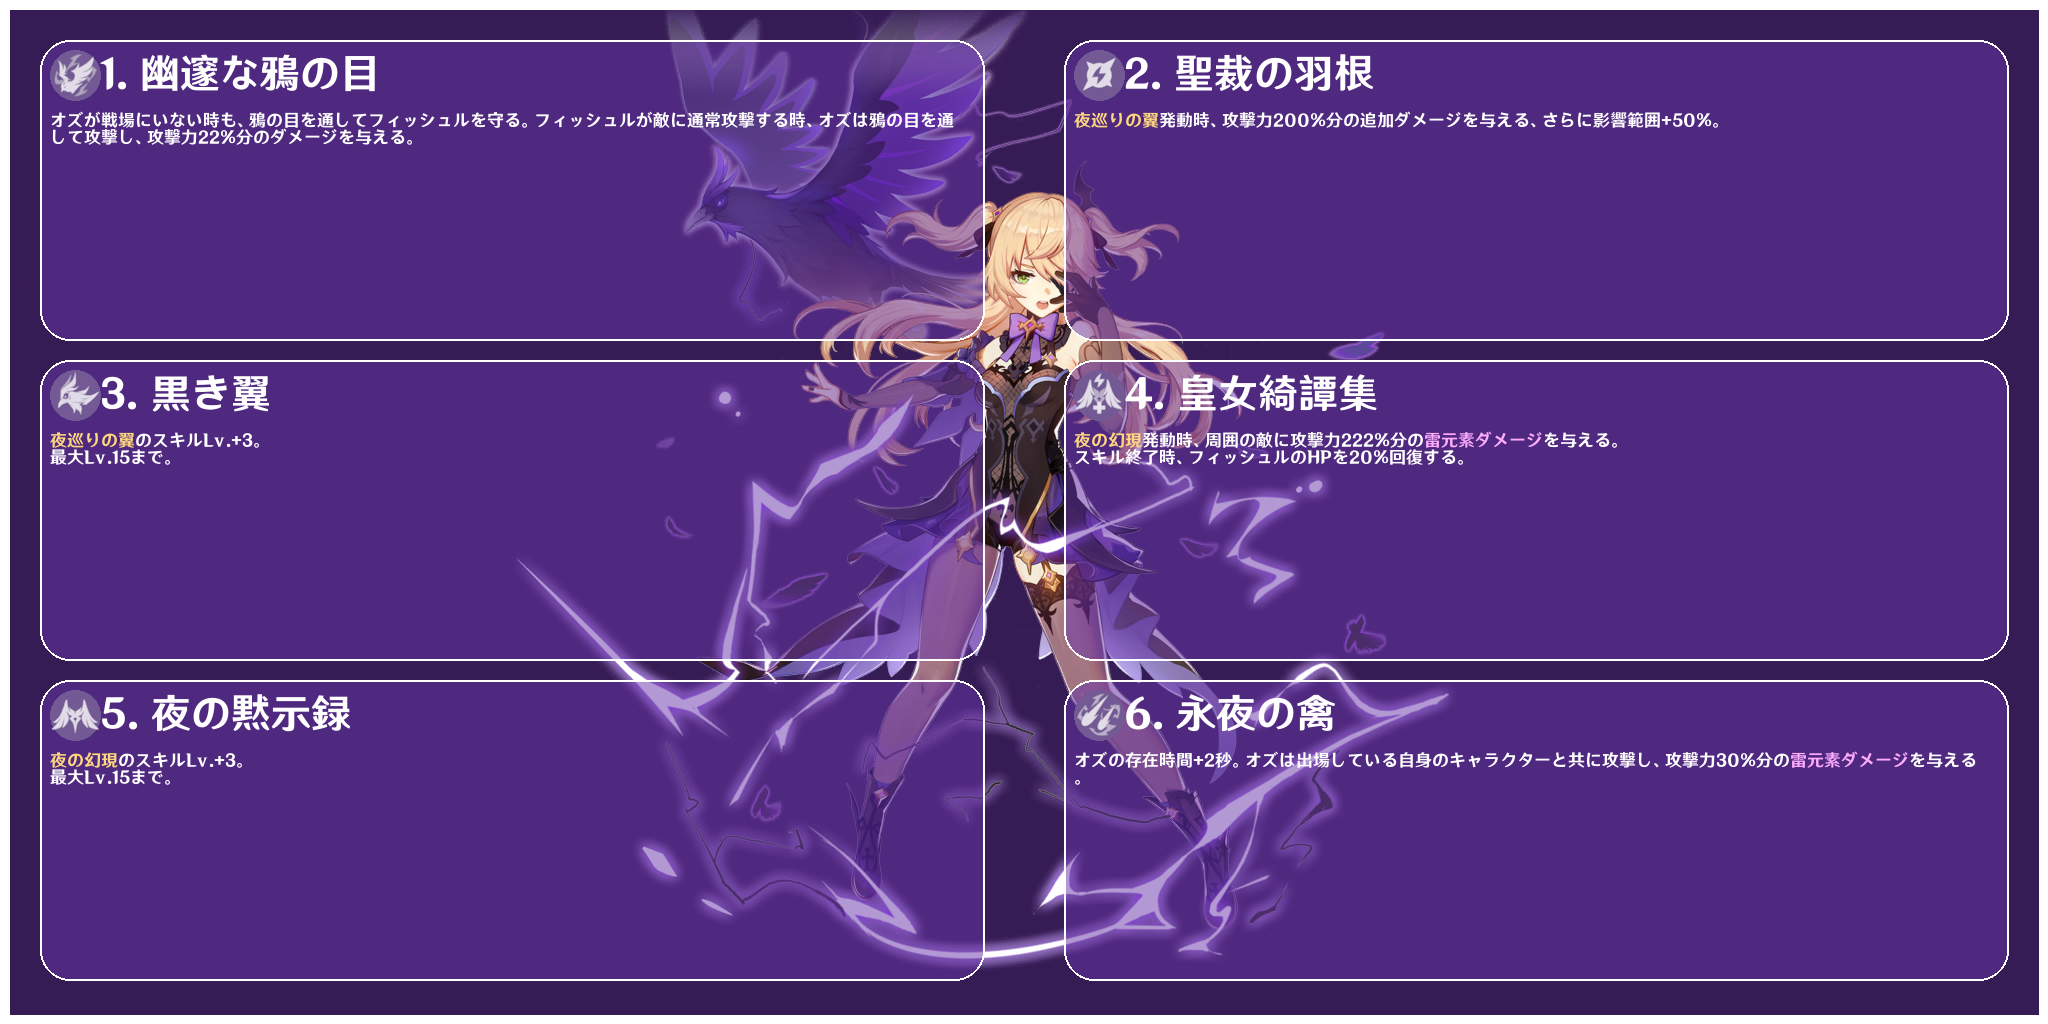 1. 幽邃な鴉の目
オズが戦場にいない時も、鴉の目を通してフィッシュルを守る。フィッシュルが敵に通常攻撃する時、オズは鴉の目を通
して攻撃し、攻撃力22%分のダメージを与える。
2. 聖裁の羽根
夜巡りの翼発動時、攻撃力200%分の追加ダメージを与える、さらに影響範囲+50%。
3. 黒き翼
夜巡りの翼のスキルLv.+3。
最大Lv.15まで。
4. 皇女綺譚集
夜の幻現発動時、周囲の敵に攻撃力222%分の雷元素ダメージを与える。
スキル終了時、フィッシュルのHPを20%回復する。
5. 夜の黙示録
夜の幻現のスキルLv.+3。
最大Lv.15まで。
6. 永夜の禽
オズの存在時間+2秒。オズは出場している自身のキャラクターと共に攻撃し、攻撃力30%分の雷元素ダメージを与える
。